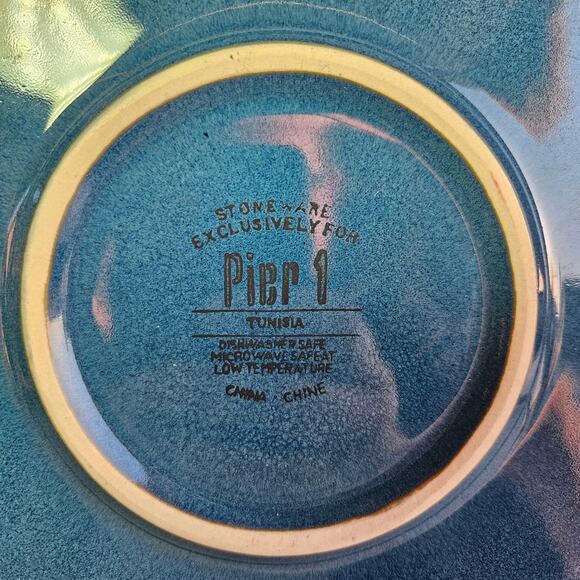 STONEWARE
EXCLUSIVELY FOR
Pier 1
TUNISIA
DISHWASHER SAFE
MICROWAVE SAFE AT
LOW TEMPERATURE
CHINA · CHINE